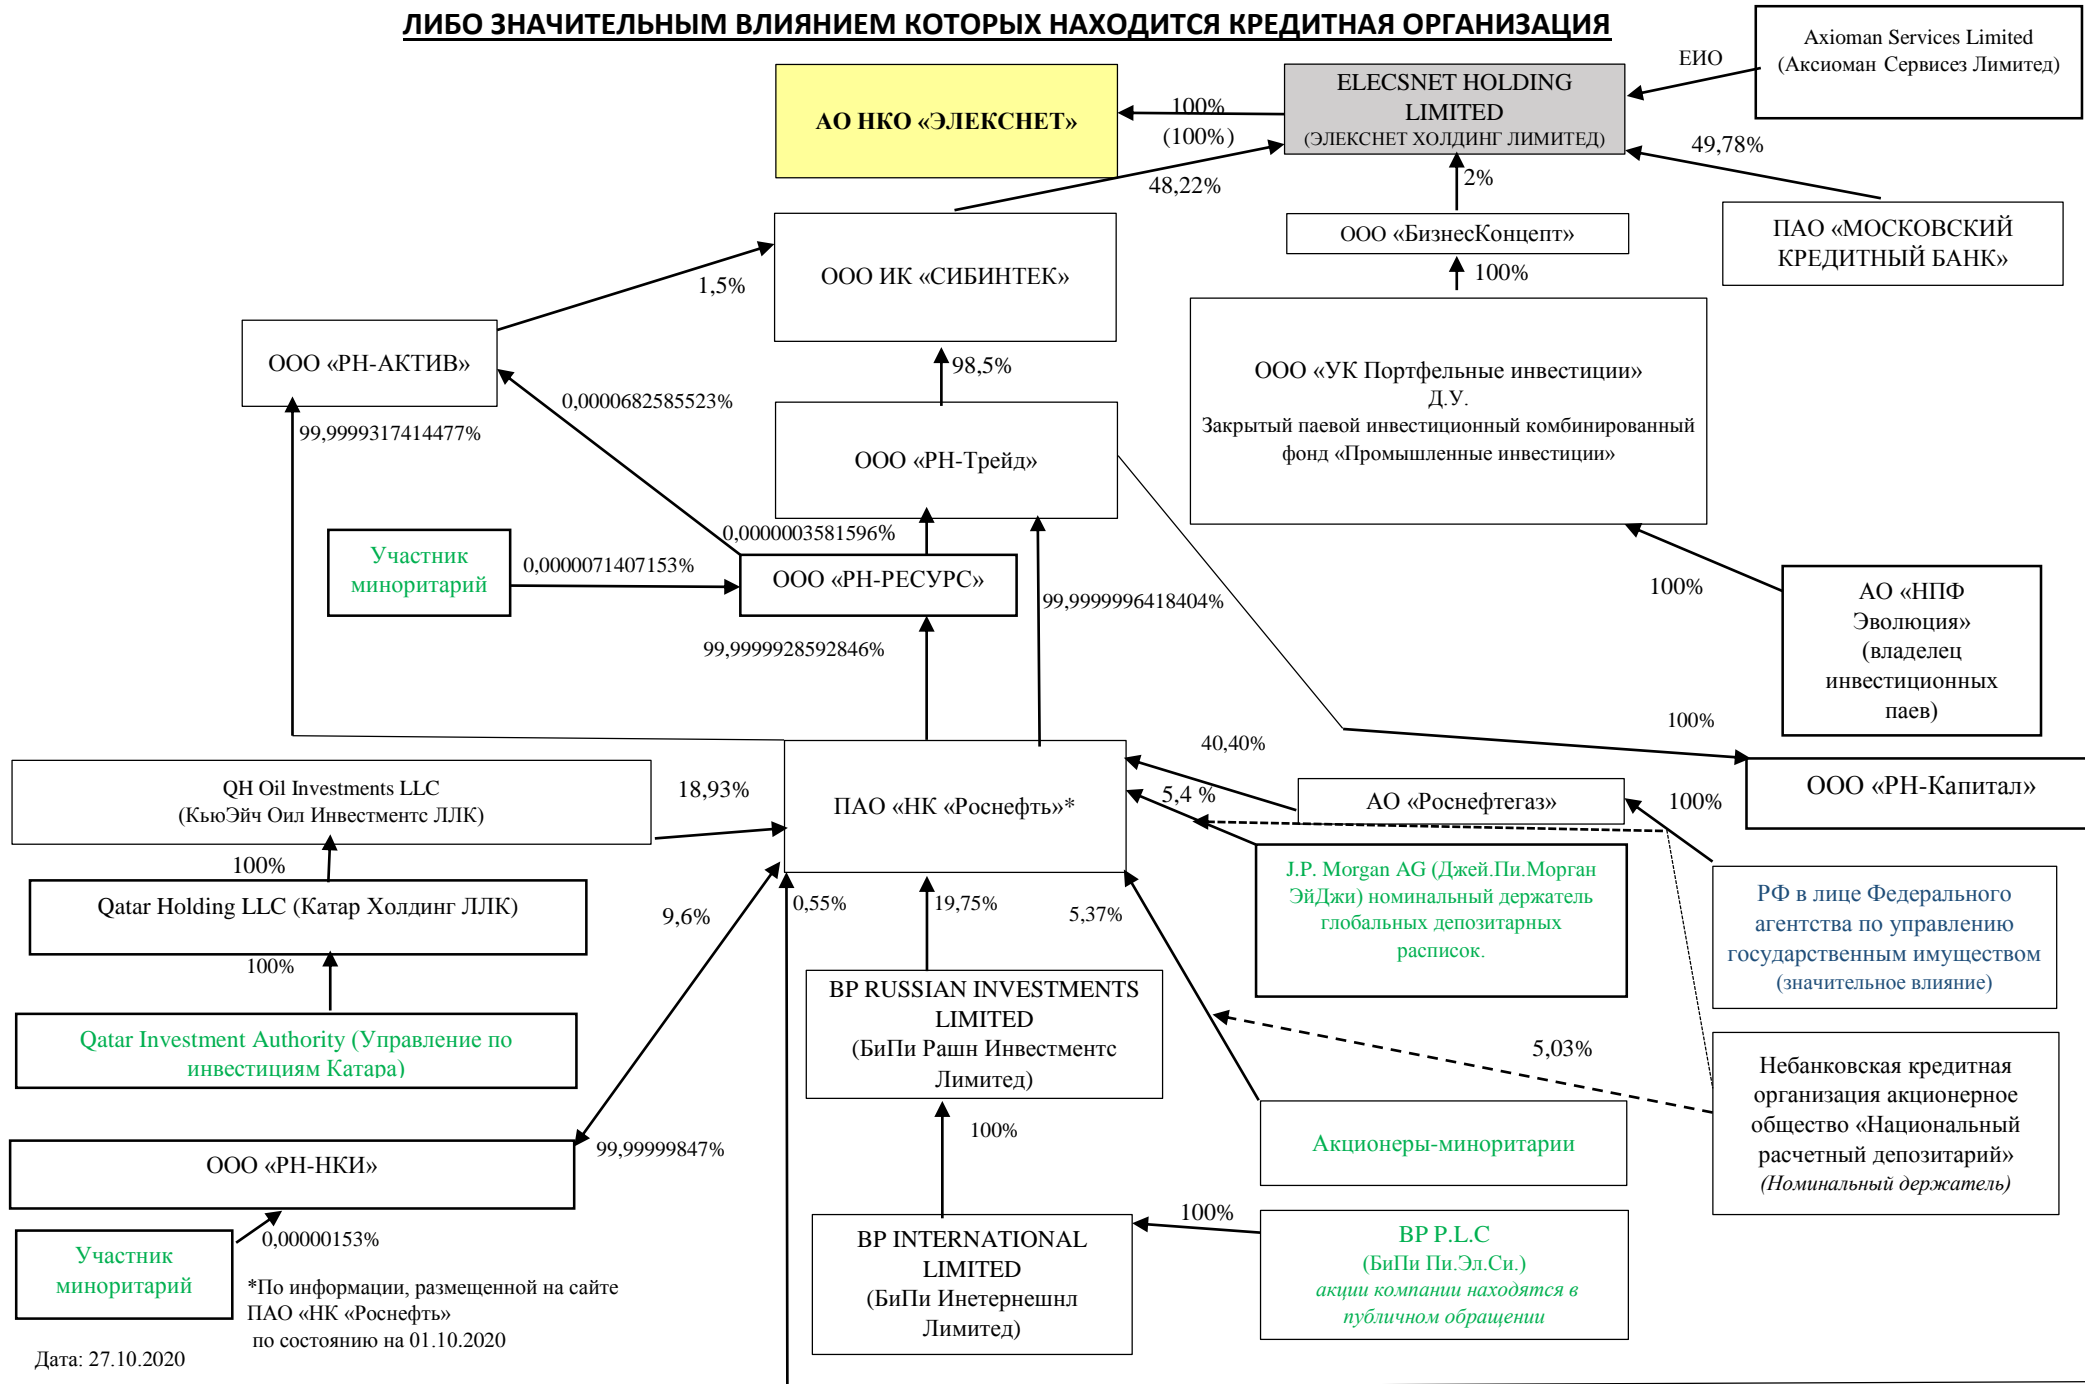 ЛИБО ЗНАЧИТЕЛЬНЫМ ВЛИЯНИЕМ КОТОРЫХ НАХОДИТСЯ КРЕДИТНАЯ ОРГАНИЗАЦИЯ
Axioman Services Limited
(Аксиоман Сервисез Лимитед)
ЕИО
ELECSNET HOLDING
LIMITED
(ЭЛЕКСНЕТ ХОЛДИНГ ЛИМИТЕД)
АО НКО «ЭЛЕКСНЕТ»
100%
(100%)
49,78%
48,22%
2%
ООО «БизнесКонцепт»
ПАО «МОСКОВСКИЙ
КРЕДИТНЫЙ БАНК»
ООО ИК «СИБИНТЕК»
1,5%
100%
ООО «РН-АКТИВ»
98,5%
ООО «УК Портфельные инвестиции»
Д.У.
Закрытый паевой инвестиционный комбинированный
фонд «Промышленные инвестиции»
0,0000682585523%
99,9999317414477%
ООО «РН-Трейд»
0,0000003581596%
Участник
миноритарий
0,0000071407153%
ООО «РН-РЕСУРС»
99,9999996418404%
100%
АО «НПФ
Эволюция»
(владелец
инвестиционных
паев)
99,9999928592846%
100%
40,40%
QH Oil Investments LLC
(КьюЭйч Оил Инвестментс ЛЛК)
18,93%
ПАО «НК «Роснефть»*
5,4 %
АО «Роснефтегаз»
100%
ООО «РН-Капитал»
100%
Qatar Holding LLC (Катар Холдинг ЛЛК)
9,6%
0,55%
19,75%
5,37%
J.P. Morgan AG (Джей.Пи.Морган
ЭйДжи) номинальный держатель
глобальных депозитарных
расписок.
РФ в лице Федерального
агентства по управлению
государственным имуществом
(значительное влияние)
100%
BP RUSSIAN INVESTMENTS
LIMITED
(БиПи Рашн Инвестментс
Лимитед)
Qatar Investment Authority (Управление по
инвестициям Катара)
5,03%
Небанковская кредитная
организация акционерное
общество «Национальный
расчетный депозитарий»
(Номинальный держатель)
100%
Акционеры-миноритарии
ООО «РН-НКИ»
99,99999847%
Участник
миноритарий
0,00000153%
BP INTERNATIONAL
LIMITED
(БиПи Инетернешнл
Лимитед)
100%
BP P.L.C
(БиПи Пи.Эл.Си.)
акции компании находятся в
публичном обращении
*По информации, размещенной на сайте
ПАО «НК «Роснефть»
по состоянию на 01.10.2020
Дата: 27.10.2020